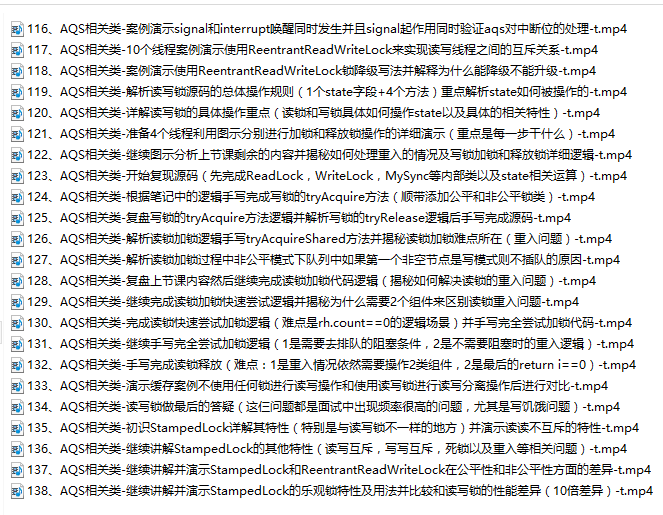 116、AQS相关类-案例演示signal和interrupt唤醒同时发生并且signal起作用同时验证aqs对中断位的处理-t.mp4
117、AQS相关类-10个线程案例演示使用ReentrantReadWriteLock来实现读写线程之间的互斥关系-t.mp4
118、AQS相关类-案例演示使用ReentrantReadWriteLock锁降级写法并解释为什么能降级不能升级-t.mp4
119、AQS相关类-解析读写锁源码的总体操作规则（1个state字段+4个方法）重点解析state如何被操作的-t.mp4
120、AQS相关类-详解读写锁的具体操作重点（读锁和写锁具体如何操作state以及具体的相关特性）-t.mp4
121、AQS相关类-准备4个线程利用图示分别进行加锁和释放锁操作的详细演示（重点是每一步干什么）-t.mp4
122、AQS相关类-继续图示分析上节课剩余的内容并揭秘如何处理重入的情况及写锁加锁和释放锁详细逻辑-t.mp4
123、AQS相关类-开始复现源码（先完成ReadLock，WriteLock，MySync等内部类以及state相关运算）-t.mp4
124、AQS相关类-根据笔记中的逻辑手写完成写锁的tryAcquire方法（顺带添加公平和非公平锁类）-t.mp4
125、AQS相关类-复盘写锁的tryAcquire方法逻辑并解析写锁的tryRelease逻辑后手写完成源码-t.mp4
126、AQS相关类-解析读锁加锁逻辑手写tryAcquireShared方法并揭秘读锁加锁难点所在（重入问题）-t.mp4
127、AQS相关类-解析读锁加锁过程中非公平模式下队列中如果第一个非空节点是写模式则不插队的原因-t.mp4
128、AQS相关类-复盘上节课内容然后继续完成读锁加锁代码逻辑（揭秘如何解决读锁的重入问题）-t.mp4
129、AQS相关类-继续完成读锁加锁快速尝试逻辑并揭秘为什么需要2个组件来区别读锁重入问题-t.mp4
130、AQS相关类-完成读锁快速尝试加锁逻辑（难点是rh.count==0的逻辑场景）并手写完全尝试加锁代码-t.mp4
131、AQS相关类-继续手写完全尝试加锁逻辑（1是需要去排队的阻塞条件，2是不需要阻塞时的重入逻辑）-t.mp4
132、AQS相关类-手写完成读锁释放（难点：1是重入情况依然需要操作2类组件，2是最后的return i==0）-t.mp4
133、AQS相关类-演示缓存案例不使用任何锁进行读写操作和使用读写锁进行读写分离操作后进行对比-t.mp4
134、AQS相关类-读写锁做最后的答疑（这仨问题都是面试中出现频率很高的问题，尤其是写饥饿问题）-t.mp4
135、AQS相关类-初识StampedLock详解其特性（特别是与读写锁不一样的地方）并演示读读不互斥的特性-t.mp4
136、AQS相关类-继续讲解StampedLock的其他特性（读写互斥，写写互斥，死锁以及重入等相关问题）-t.mp4
137、AQS相关类-继续讲解并演示StampedLock和ReentrantReadWriteLock在公平性和非公平性方面的差异-t.mp4
138、AQS相关类-继续讲解并演示StampedLock的乐观锁特性及用法并比较和读写锁的性能差异（10倍差异）-t.mp4